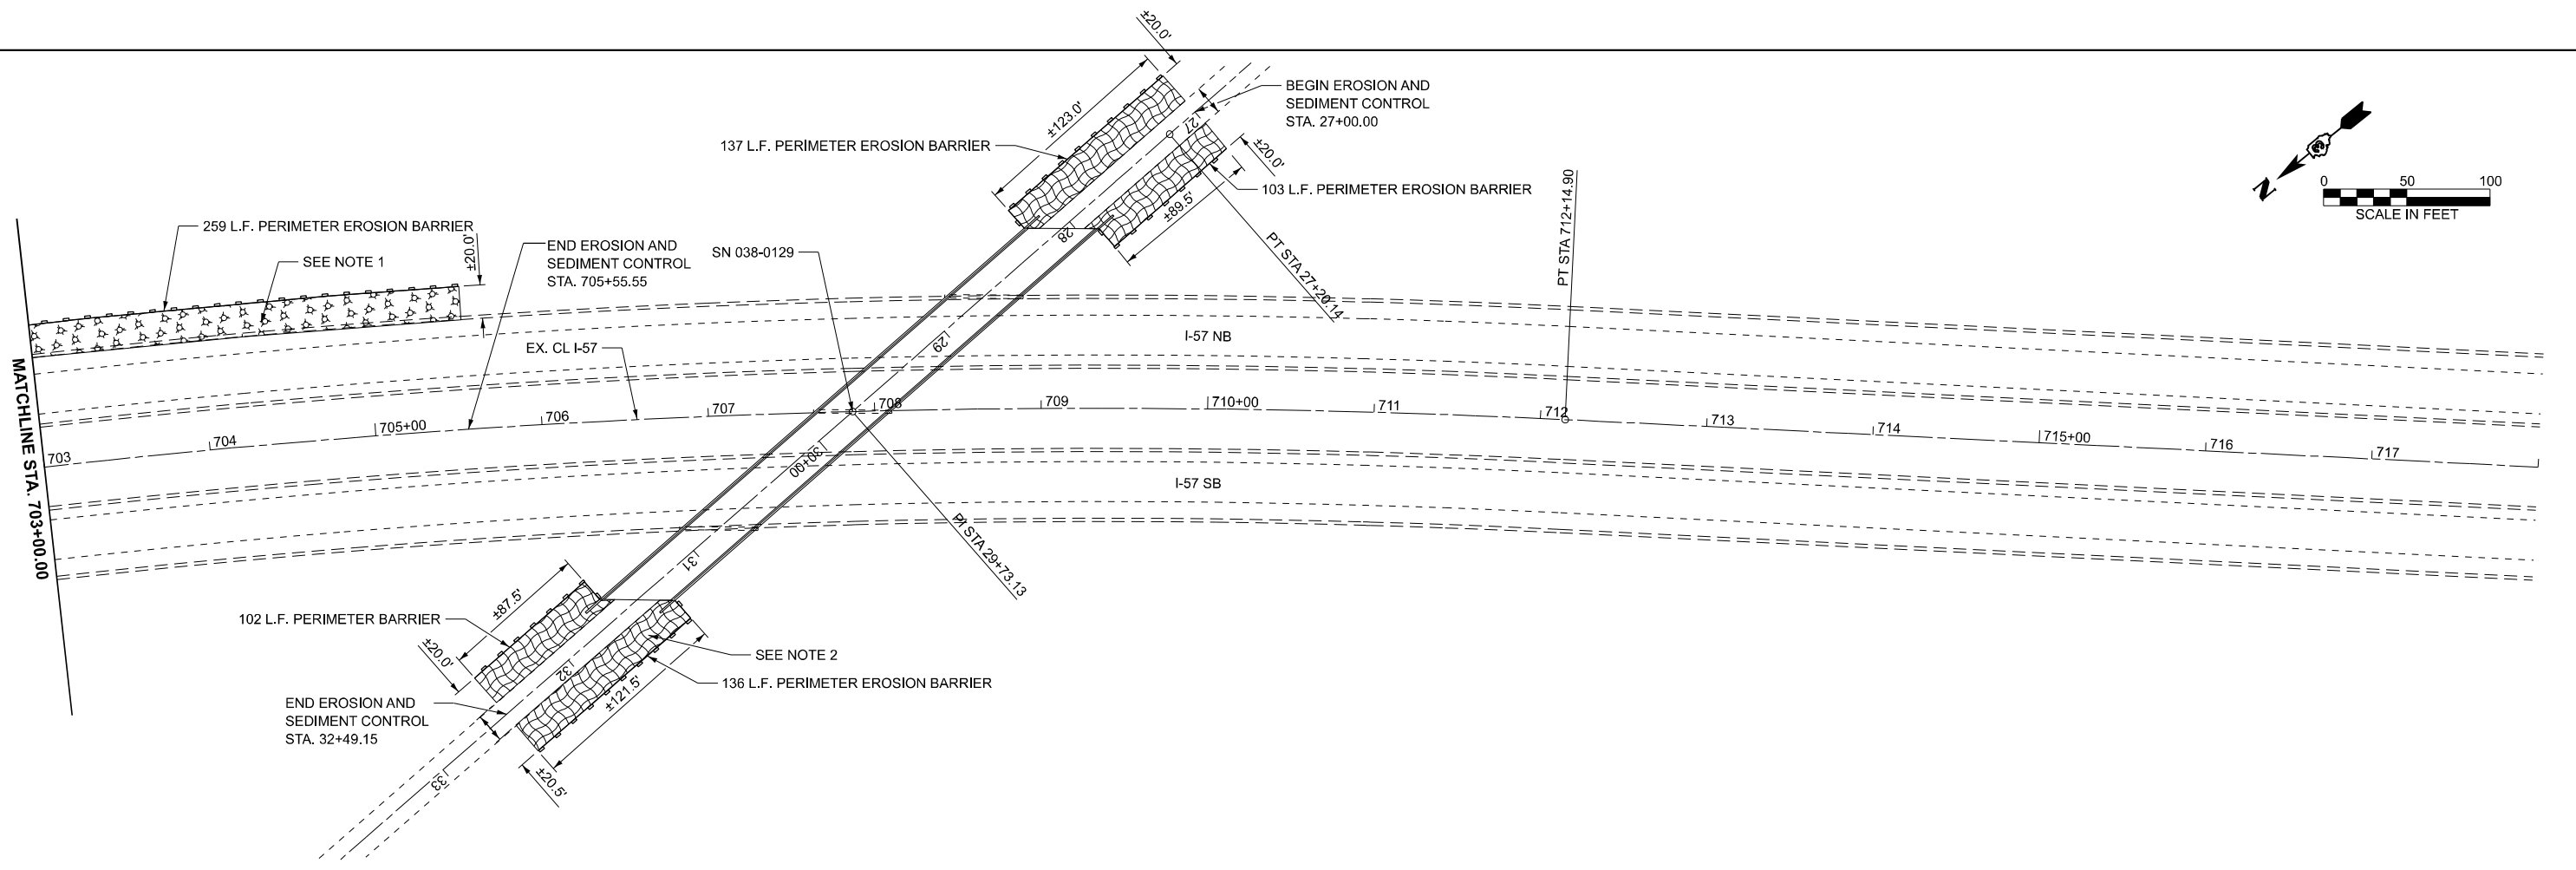 ±20.0'
±123.0'
BEGIN EROSION AND
SEDIMENT CONTROL
STA. 27+00.00
137 L.F. PERIMETER EROSION BARRIER
27
±20.0'
103 L.F. PERIMETER EROSION BARRIER
±89.5'
PT STA 712+14.90
N
0 50 100
SCALE IN FEET
259 L.F. PERIMETER EROSION BARRIER
SEE NOTE 1
±20.0'
END EROSION AND
SEDIMENT CONTROL
STA. 705+55.55
SN 038-0129
28
PT STA 27+20.14
EX. CL I-57
29
I-57 NB
MATCHLINE STA. 703+00.00
703
704
705+00
706
707
708
709
710+00
711
712
713
714
715+00
716
717
30+00
I-57 SB
PI STA 29+73.13
31
±87.5'
102 L.F. PERIMETER BARRIER
±20.0'
32
SEE NOTE 2
136 L.F. PERIMETER EROSION BARRIER
±121.5'
END EROSION AND
SEDIMENT CONTROL
STA. 32+49.15
±20.5'
33